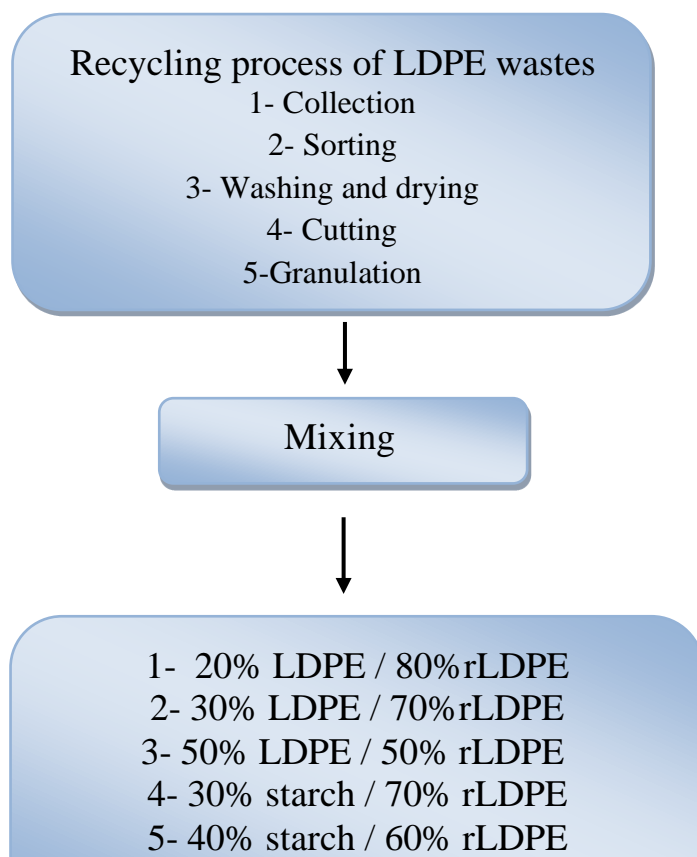 Recycling process of LDPE wastes
1- Collection
2- Sorting
3- Washing and drying
4- Cutting
5-Granulation
Mixing
1- 20% LDPE / 80%rLDPE
2- 30% LDPE / 70%rLDPE
3- 50% LDPE / 50% rLDPE
4- 30% starch / 70% rLDPE
5- 40% starch / 60% rLDPE